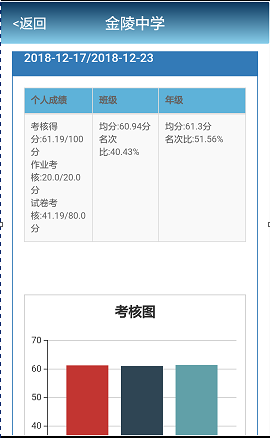 <返回
金陵中学
2018-12-17/2018-12-23
个人成绩 班级 年级
考核得
分:61.19/100
分
作业考
核:20.0/20.0
分
试卷考
核:41.19/80.0
分
均分:60.94分
名次
比:40.43%
均分:61.3分
名次比:51.56%
考核图
70
60
50
40